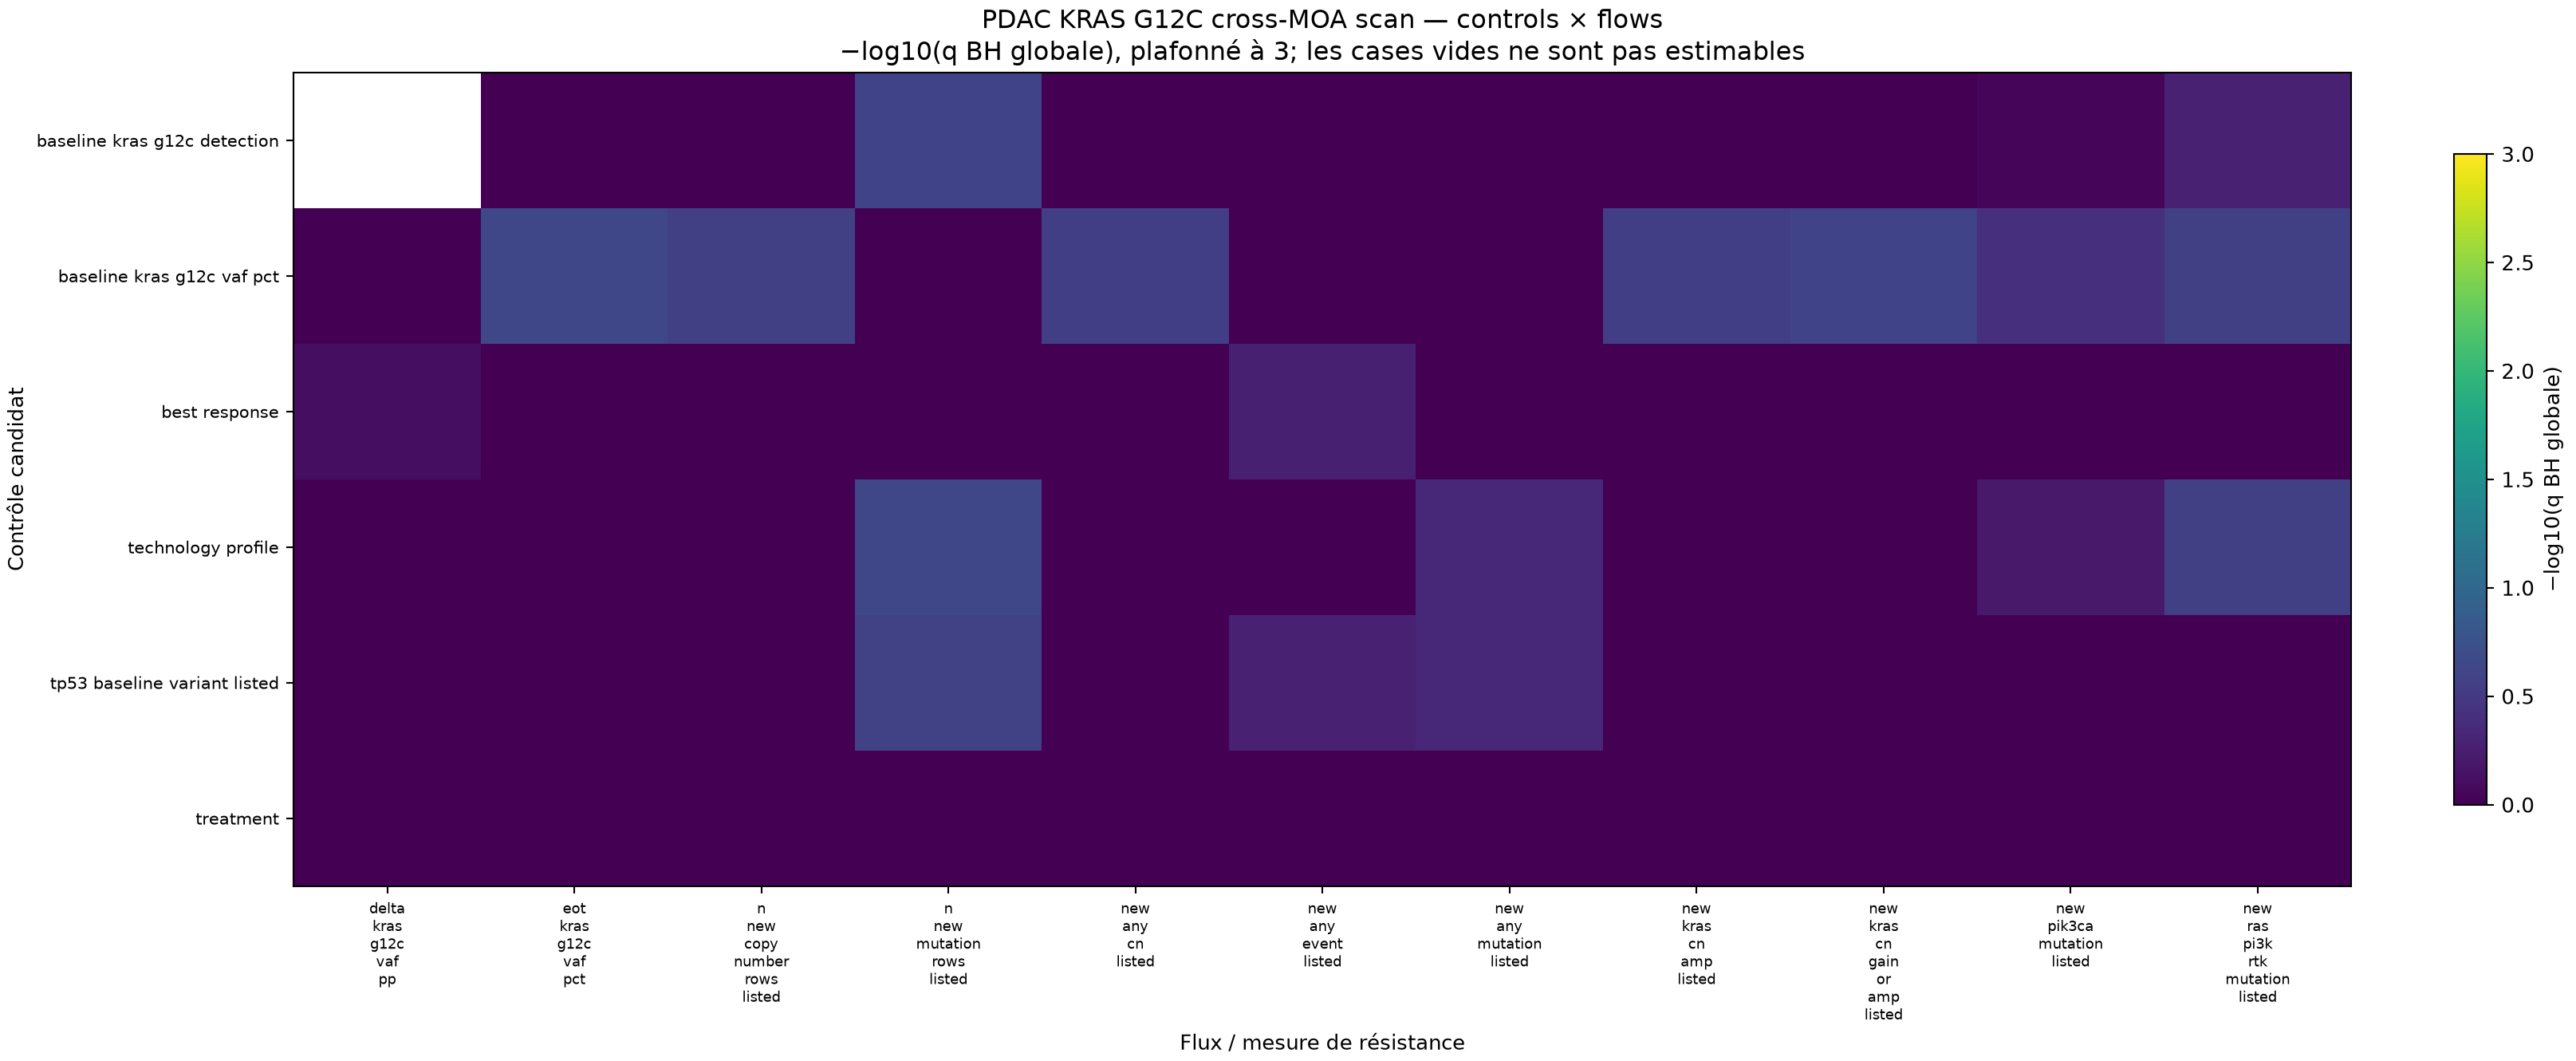 PDAC KRAS G12C cross-MOA scan — controls × flows
−log10(q BH globale), plafonné à 3; les cases vides ne sont pas estimables
Contrôle candidat
baseline kras g12c detection
baseline kras g12c vaf pct
best response
technology profile
tp53 baseline variant listed
treatment
delta
kras
g12c
vaf
pp
eot
kras
g12c
vaf
pct
n
new
copy
number
rows
listed
n
new
mutation
rows
listed
new
any
cn
listed
new
any
event
listed
new
any
mutation
listed
new
kras
cn
amp
listed
new
kras
cn
gain
or
amp
listed
new
pik3ca
mutation
listed
new
ras
pi3k
rtk
mutation
listed
Flux / mesure de résistance
3.0
2.5
2.0
1.5
1.0
0.5
0.0
−log10(q BH globale)